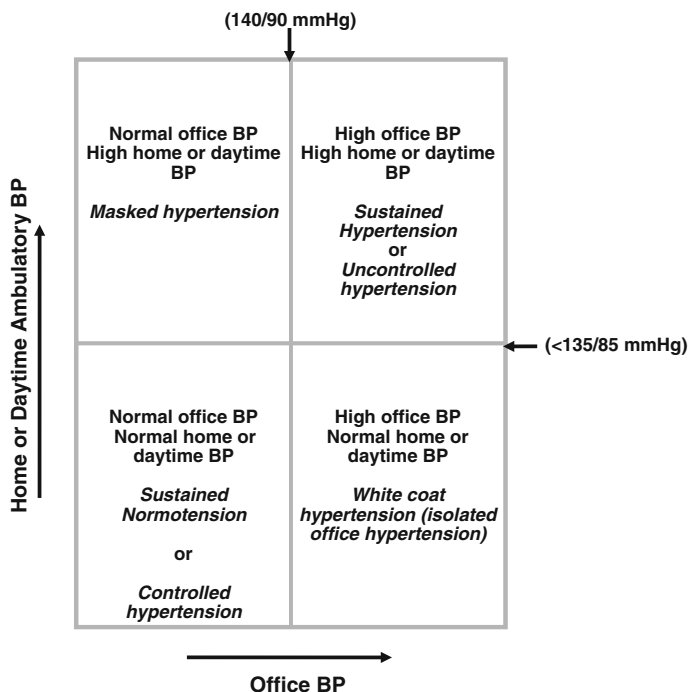 (140/90 mmHg)
Normal office BP
High home or daytime
BP
Masked hypertension
High office BP
High home or daytime
BP
Sustained
Hypertension
or
Uncontrolled
hypertension
Home or Daytime Ambulatory BP
(<135/85 mmHg)
Normal office BP
Normal home or
daytime BP
Sustained
Normotension
or
Controlled
hypertension
High office BP
Normal home or
daytime BP
White coat
hypertension (isolated
office hypertension)
Office BP